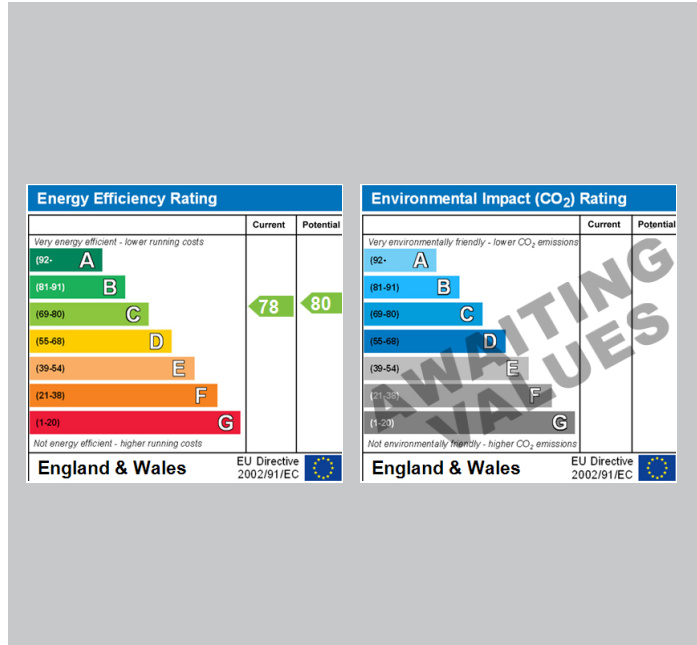 Energy Efficiency Rating
Current Potential
Very energy efficient - lower running costs
(92- A
(81-91) B
(69-80) C
(55-68) D
(39-54) E
(21-38) F
(1-20) G
78
80
Not energy efficient - higher running costs
England & Wales
EU Directive
2002/91/EC
Environmental Impact (CO2) Rating
Current Potential
Very environmentally friendly - lower CO2 emissions
(92- A
(81-91) B
(69-80) C
(55-68) D
(39-54) E
(21-38) F
(1-20) G
AWAITING
VALUES
Not environmentally friendly - higher CO2 emissions
England & Wales
EU Directive
2002/91/EC